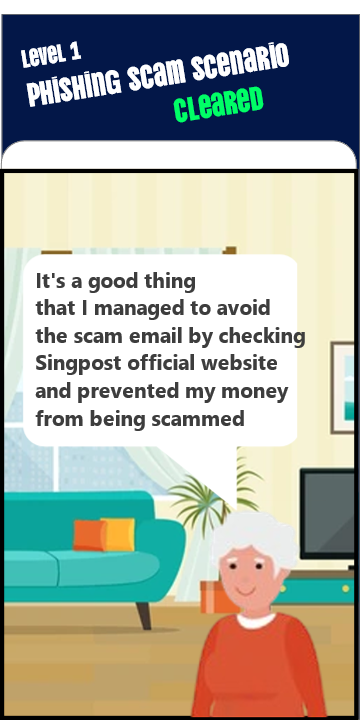 Level 1
Phishing scam scenario
Cleared
It's a good thing
that I managed to avoid
the scam email by checking
Singpost official website
and prevented my money
from being scammed